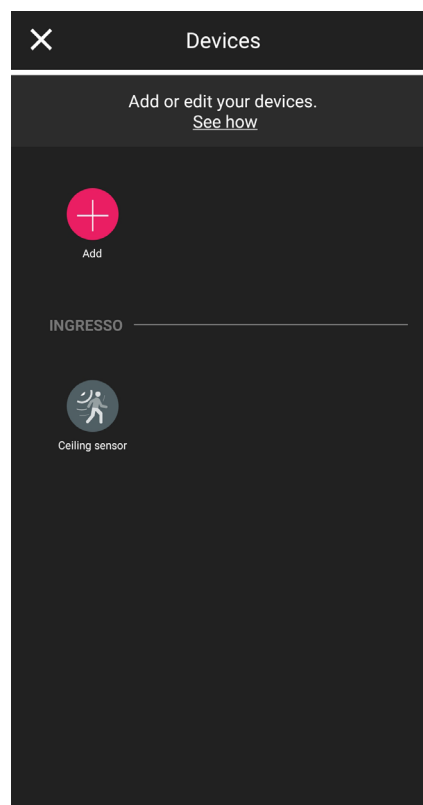 Devices
Add or edit your devices.
See how
Add
INGRESSO
Ceiling sensor